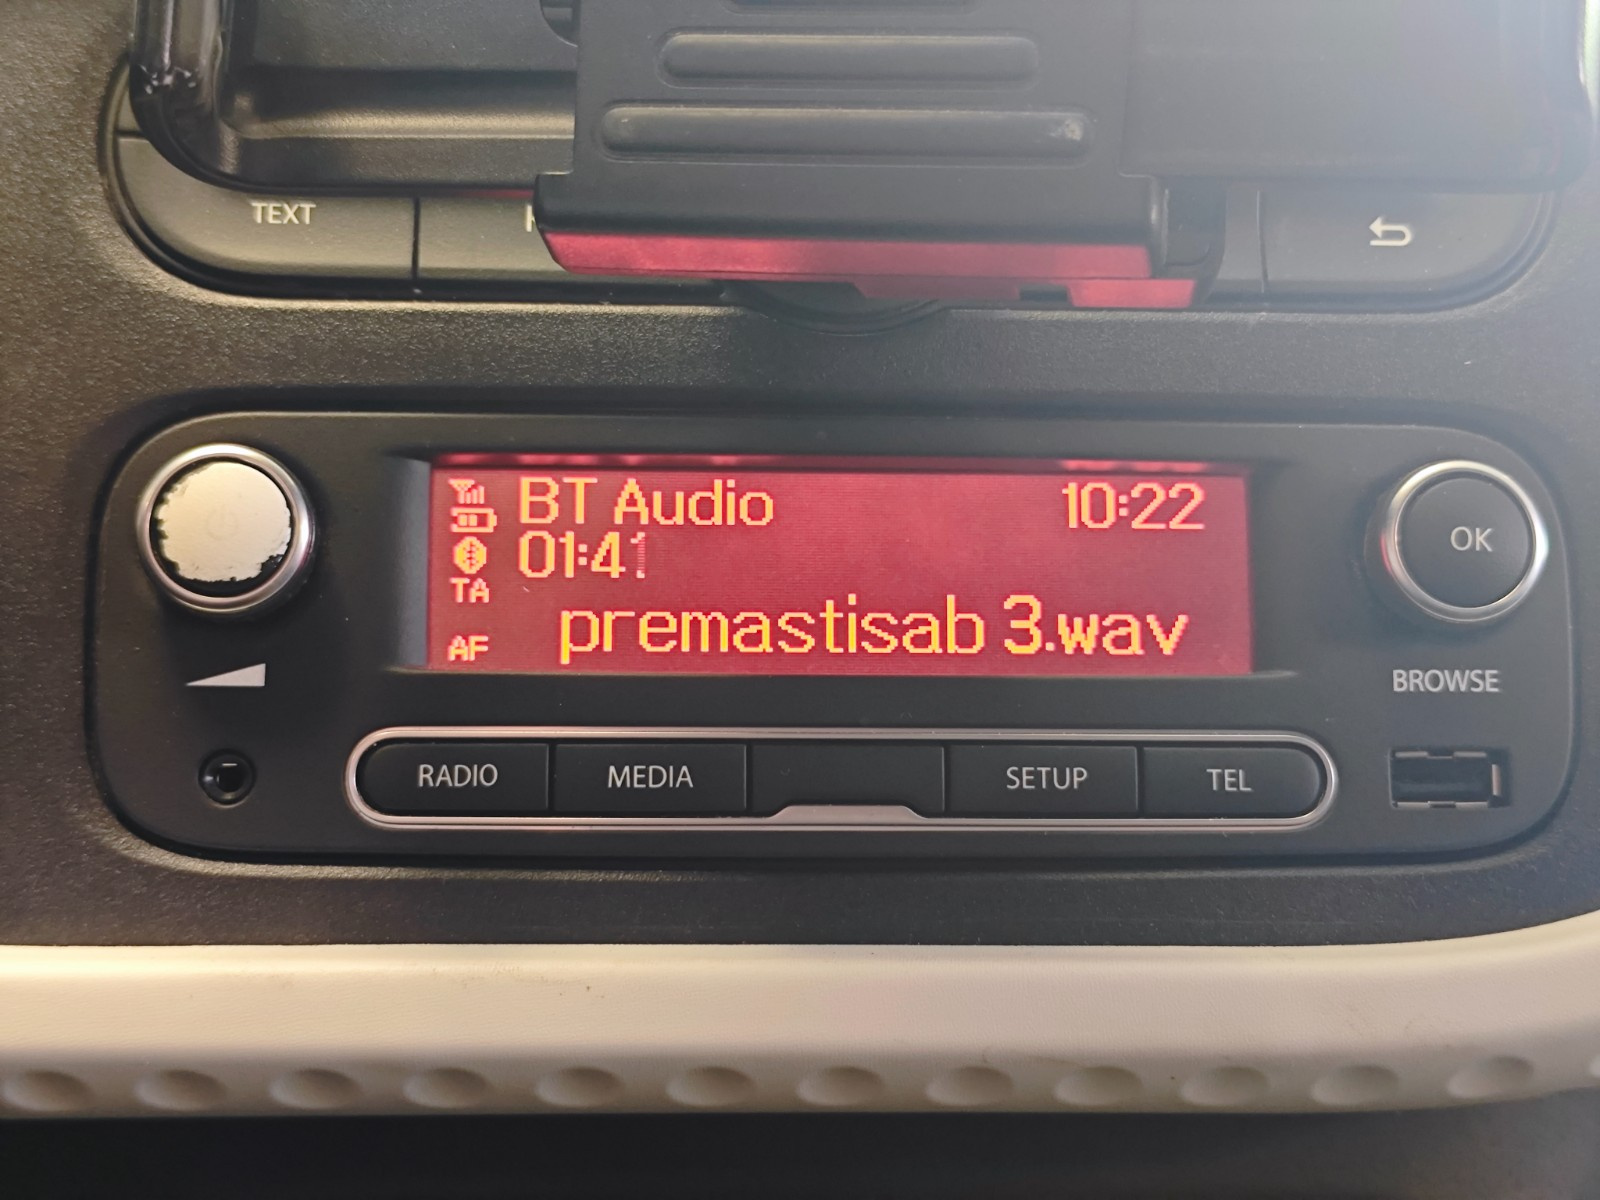 TEXT
BT Audio 10:22
01:41
TA
premastisab 3.wav
AF
OK
BROWSE
RADIO MEDIA SETUP TEL